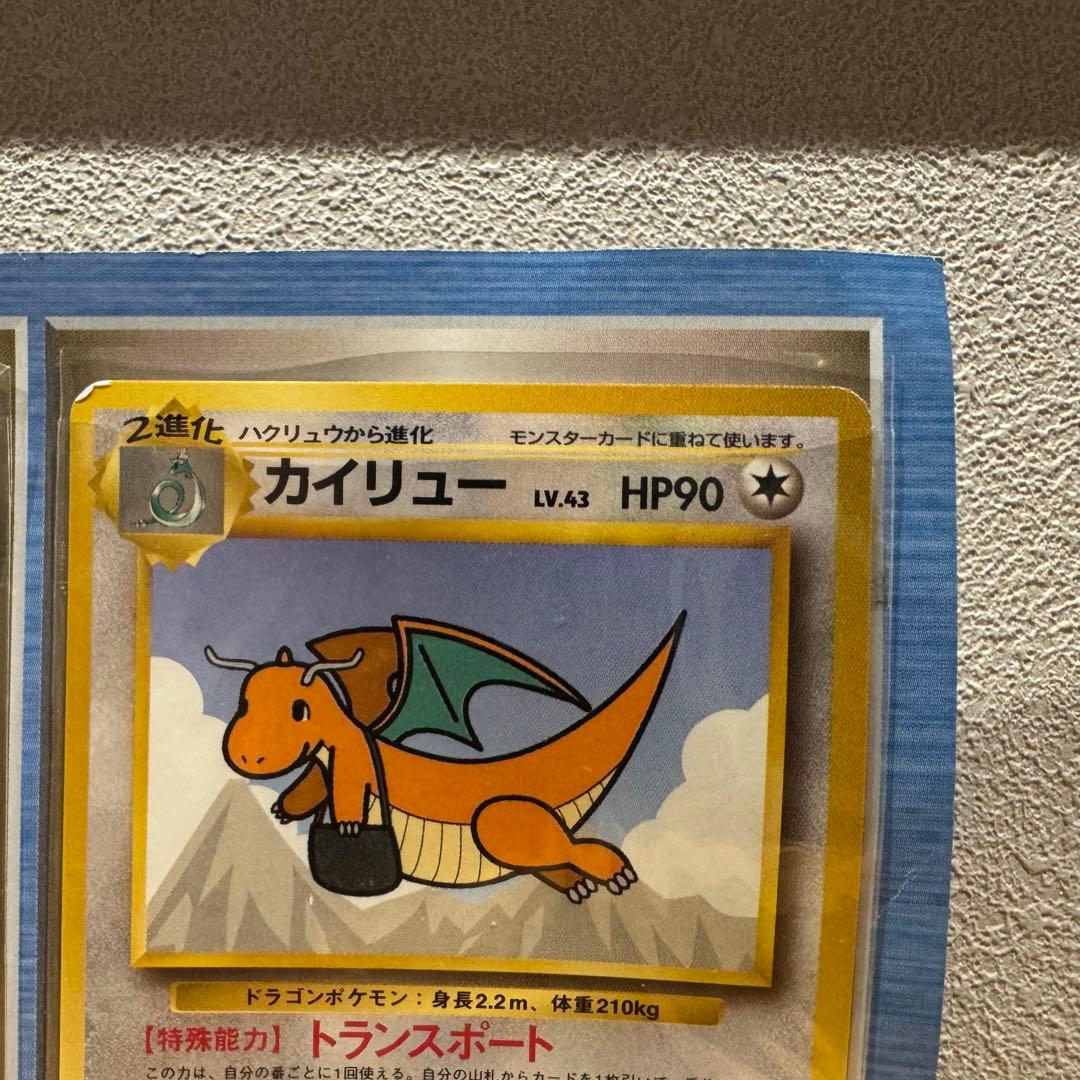 2進化 ハクリュウから進化 モンスターカードに重ねて使います。
カイリュー LV.43 HP90
ドラゴンポケモン：身長2.2m、体重210kg
【特殊能力】 トランスポート
この力は、自分の番ごとに1回使える。自分の山札からカードを1枚引いて、